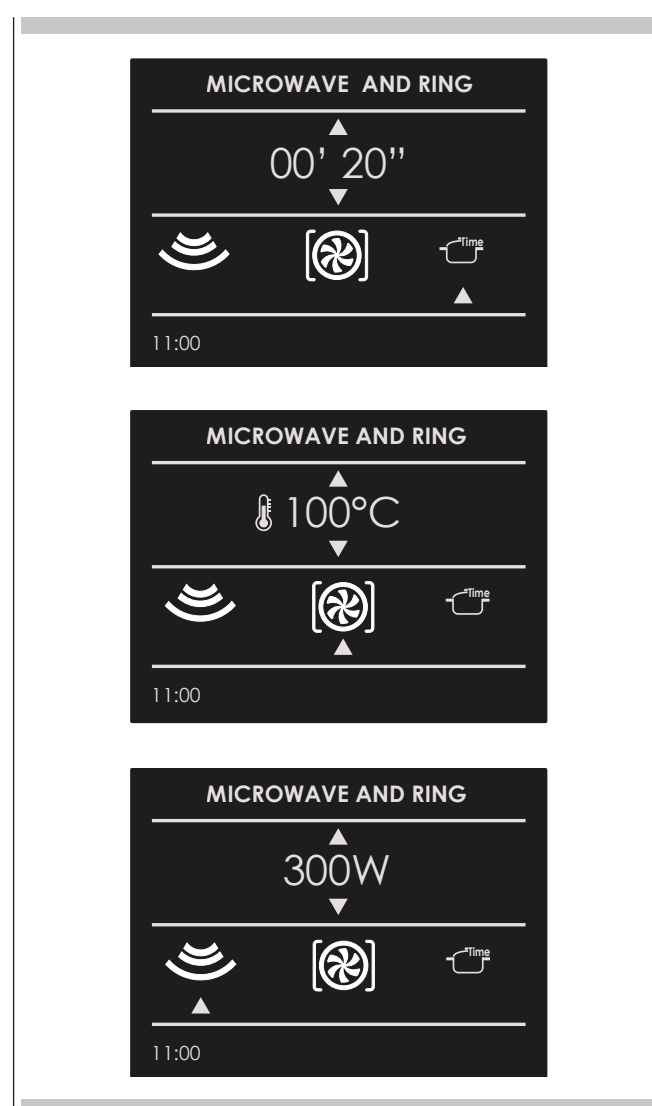 MICROWAVE AND RING
00’ 20”
Time
11:00
MICROWAVE AND RING
100°C
Time
11:00
MICROWAVE AND RING
300W
Time
11:00